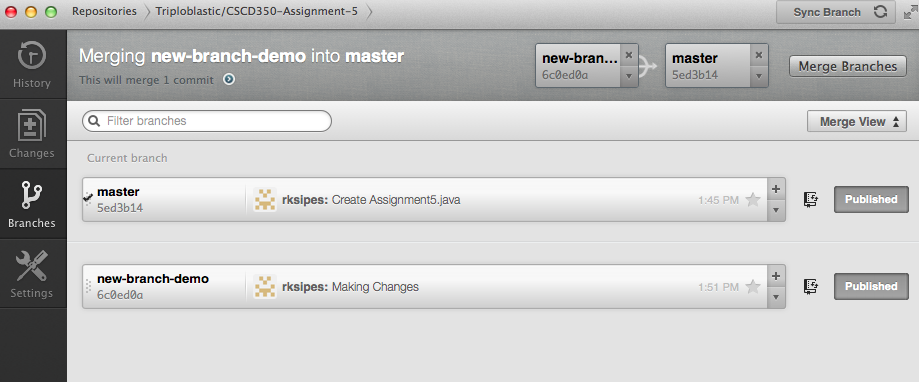 Repositories Triploblastic/CSCD350-Assignment-5 Sync Branch
History
Changes
Branches
Settings
Merging new-branch-demo into master
This will merge 1 commit
new-bran...
6c0ed0a
master
5ed3b14
Merge Branches
Filter branches
Merge View
Current branch
master
5ed3b14
rksipes: Create Assignment5.java
1:45 PM
Published
new-branch-demo
6c0ed0a
rksipes: Making Changes
1:51 PM
Published